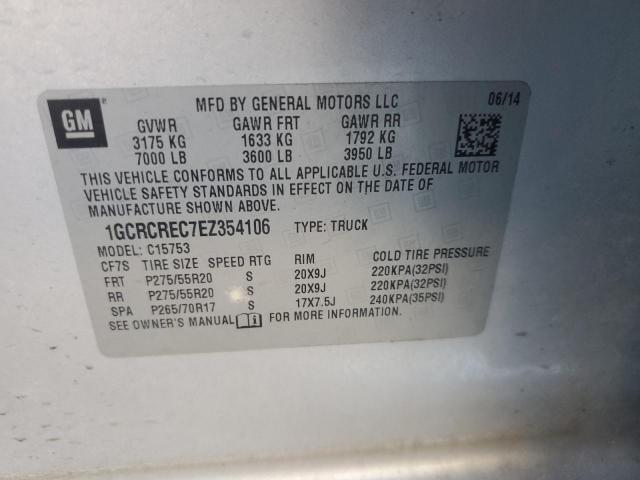 GM
MFD BY GENERAL MOTORS LLC 06/14
GVWR GAWR FRT GAWR RR
3175 KG 1633 KG 1792 KG
7000 LB 3600 LB 3950 LB
THIS VEHICLE CONFORMS TO ALL APPLICABLE U.S. FEDERAL MOTOR
VEHICLE SAFETY STANDARDS IN EFFECT ON THE DATE OF
MANUFACTURE SHOWN ABOVE.
1GCRCREC7EZ354106 TYPE: TRUCK
MODEL: C15753
CF7S TIRE SIZE SPEED RTG RIM COLD TIRE PRESSURE
FRT P275/55R20 S 20X9J 220KPA(32PSI)
RR P275/55R20 S 20X9J 220KPA(32PSI)
SPA P265/70R17 S 17X7.5J 240KPA(35PSI)
SEE OWNER'S MANUAL FOR MORE INFORMATION.